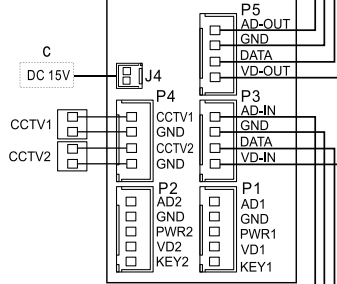 P5
AD-OUT
GND
DATA
VD-OUT
C
DC 15V
J4
P4
CCTV1
GND
CCTV2
GND
CCTV1
CCTV2
P3
AD-IN
GND
DATA
VD-IN
P2
AD2
GND
PWR2
VD2
KEY2
P1
AD1
GND
PWR1
VD1
KEY1